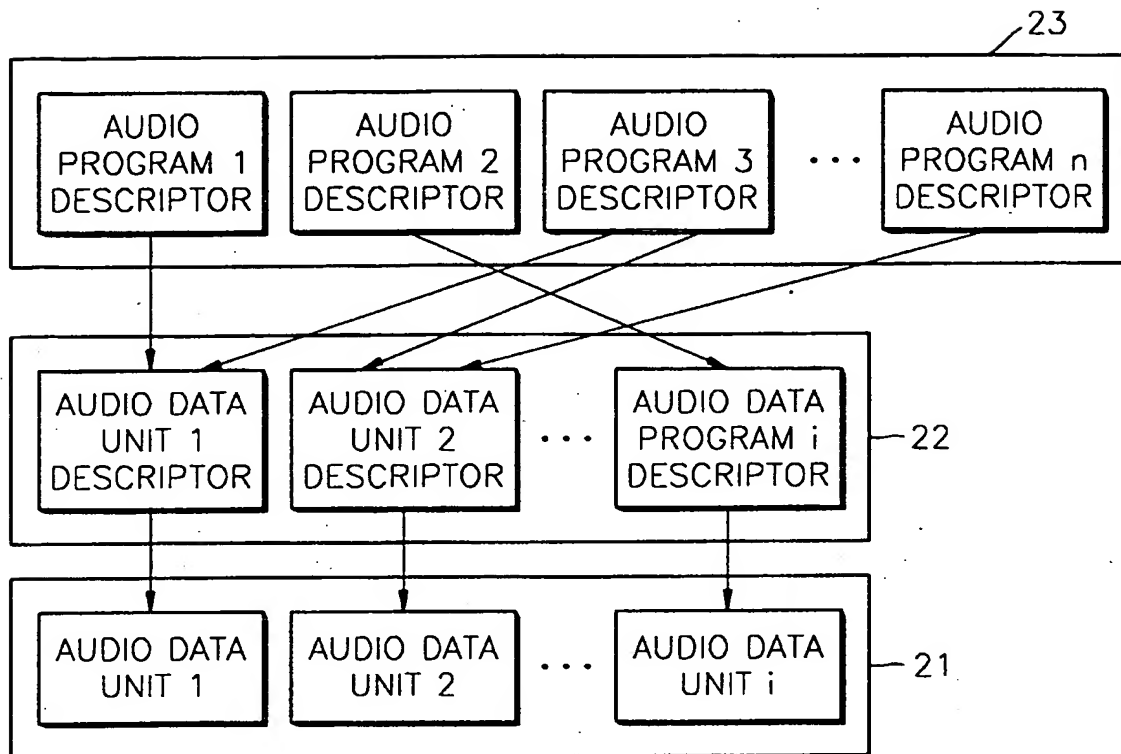 23
AUDIO
PROGRAM 1
DESCRIPTOR
AUDIO
PROGRAM 2
DESCRIPTOR
AUDIO
PROGRAM 3
DESCRIPTOR
...
AUDIO
PROGRAM n
DESCRIPTOR
AUDIO DATA
UNIT 1
DESCRIPTOR
AUDIO DATA
UNIT 2
DESCRIPTOR
...
AUDIO DATA
PROGRAM i
DESCRIPTOR
22
AUDIO DATA
UNIT 1
AUDIO DATA
UNIT 2
...
AUDIO DATA
UNIT i
21